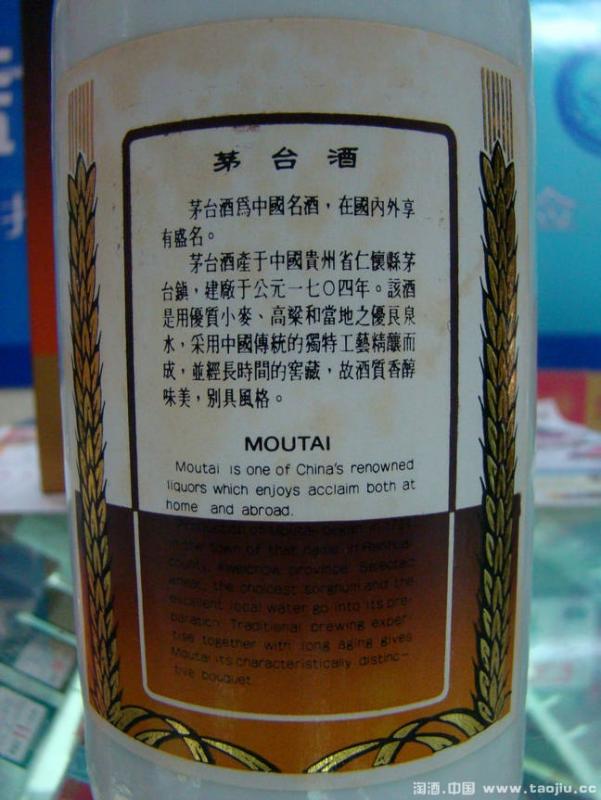 茅台酒
茅台酒爲中國名酒，在國內外享
有盛名。
茅台酒產于中國貴州省仁懷縣茅
台鎮，建廠于公元一七〇四年。該酒
是用優質小麥、高粱和當地之優良泉
水，采用中國傳統的獨特工藝精釀而
成，並經長時間的窖藏，故酒質香醇
味美，別具風格。
MOUTAI
Moutai is one of China's renowned
liquors which enjoys acclaim both at
home and abroad.
Production of Moutai began in 1704
in the town of that name in Renhuai
county, Kweichow province. Selected
wheat, the choicest sorghum and the
excellent local water go into its pre-
paration. Traditional brewing exper-
tise together with long aging gives
Moutai its characteristically distinc-
tive bouquet.
淘酒.中国 www.taojiu.cc